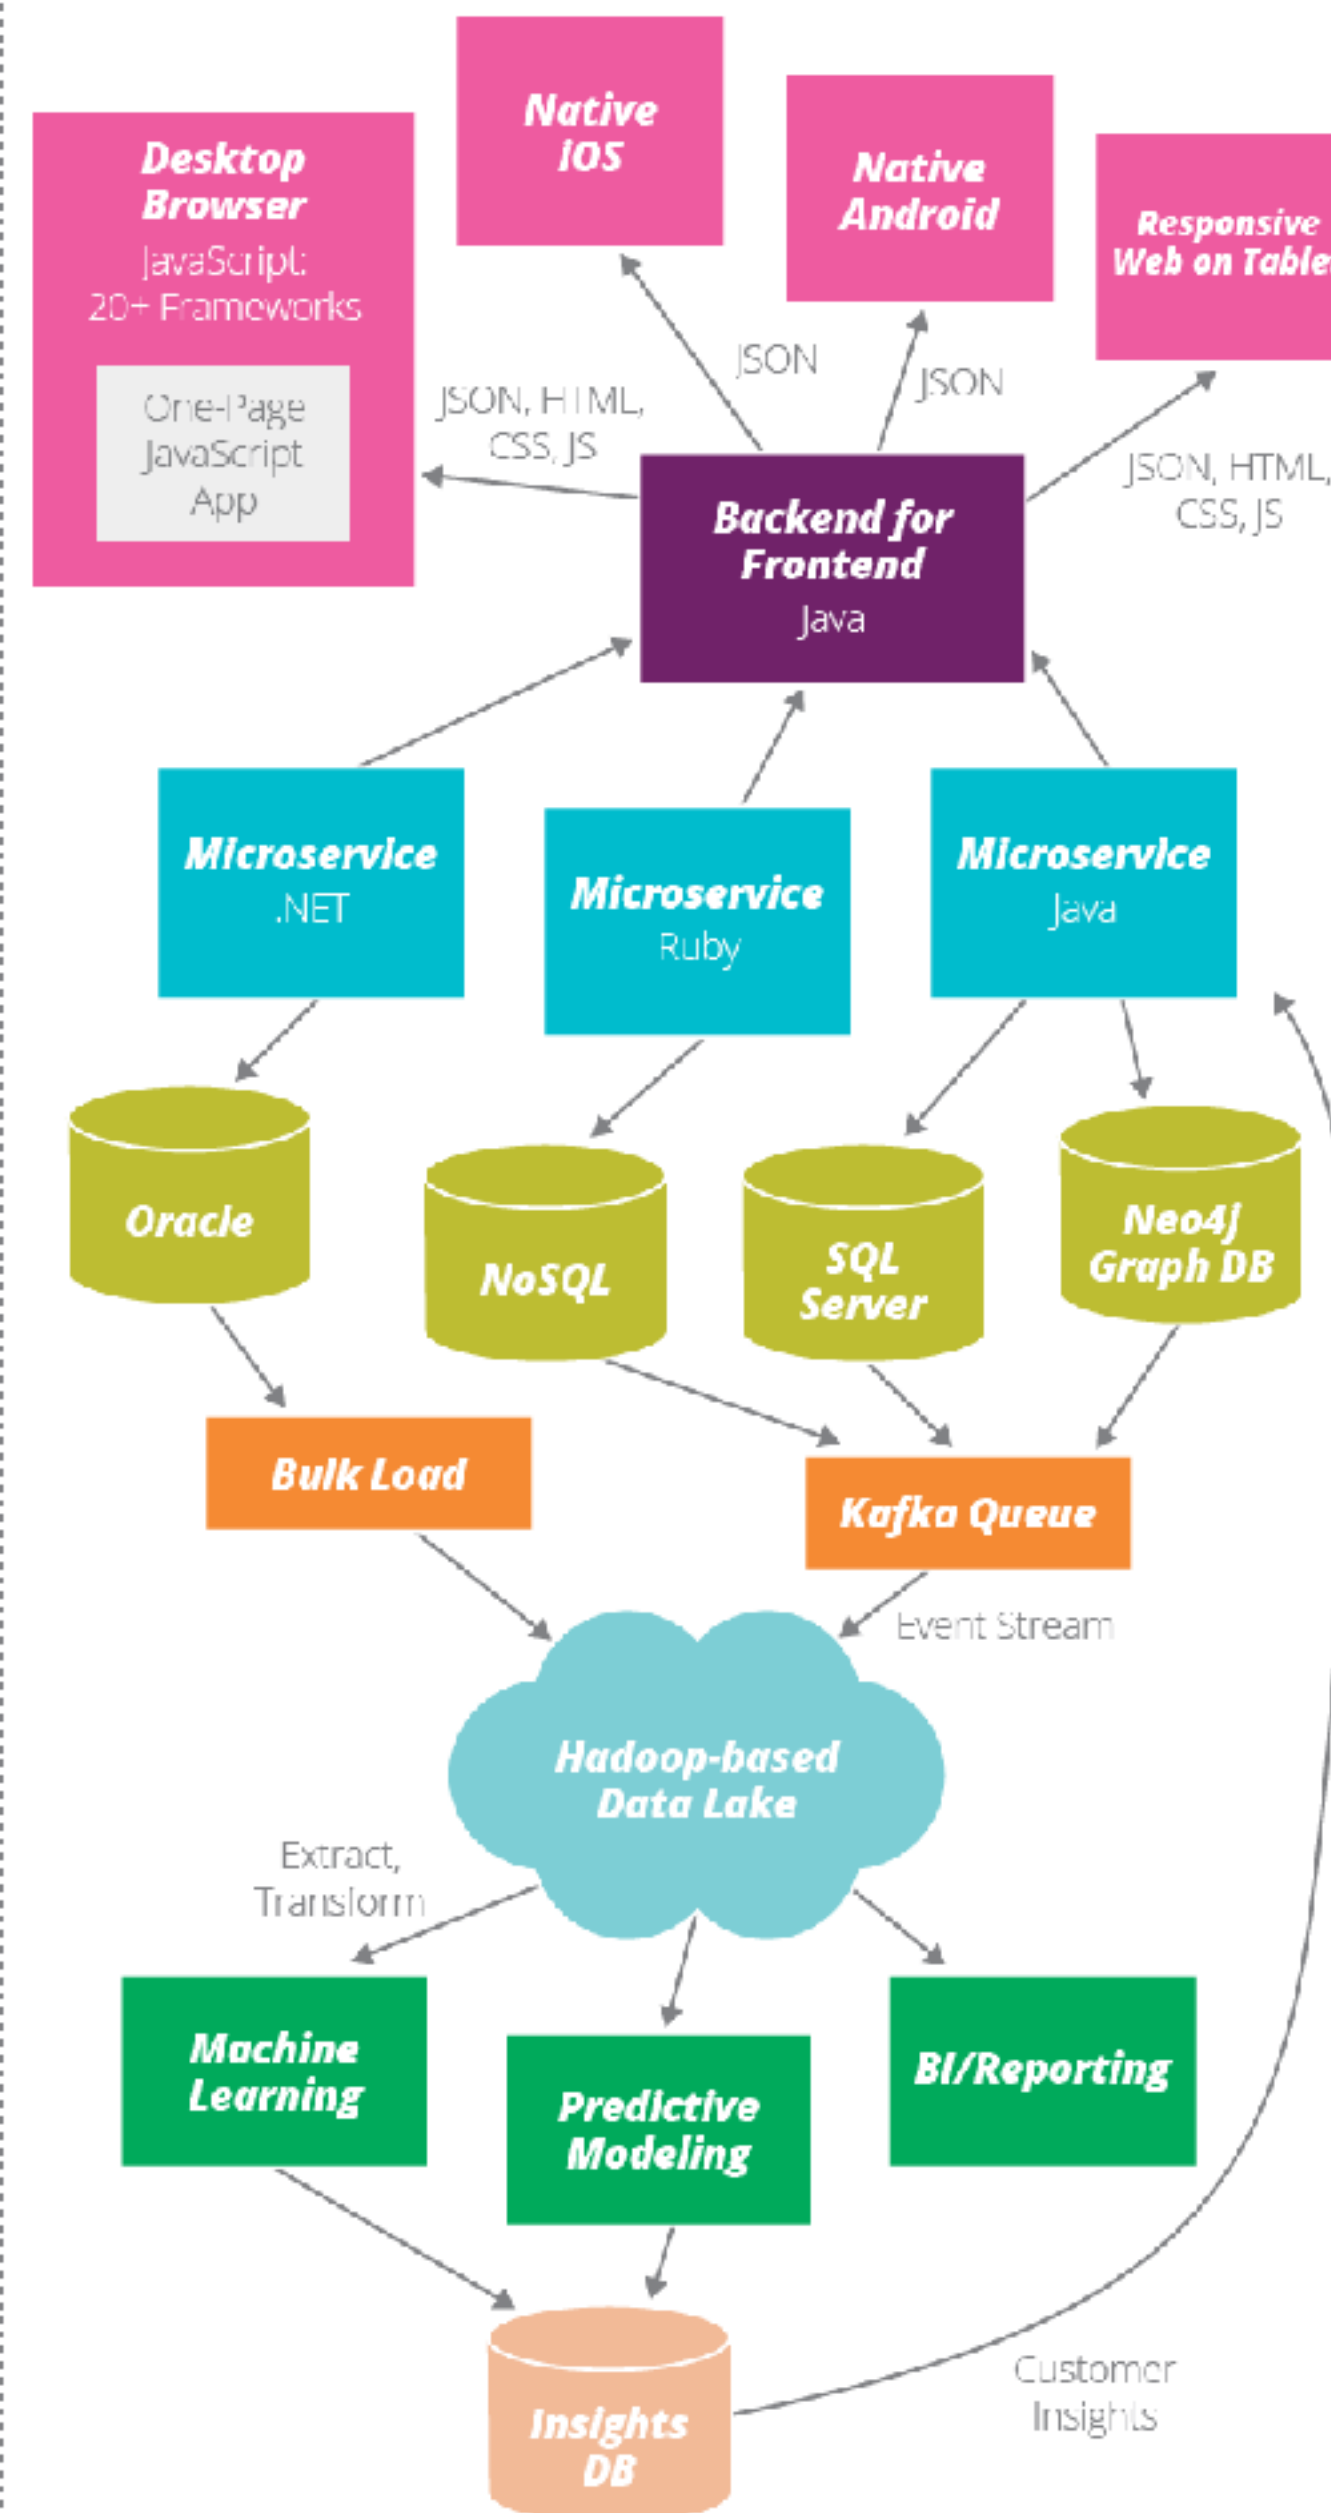 Native
iOS
Native
Android
Desktop
Browser
JavaScript:
20+ Frameworks
One-Page
JavaScript
App
Responsive
Web on Table
JSON
JSON
JSON, HTML,
CSS, JS
JSON, HTML,
CSS, JS
Backend for
Frontend
Java
Microservice
.NET
Microservice
Ruby
Microservice
Java
Oracle
NoSQL
SQL
Server
Neo4j
Graph DB
Bulk Load
Kafka Queue
Event Stream
Hadoop-based
Data Lake
Extract,
Transform
Machine
Learning
Predictive
Modeling
BI/Reporting
Insights
DB
Customer
Insights